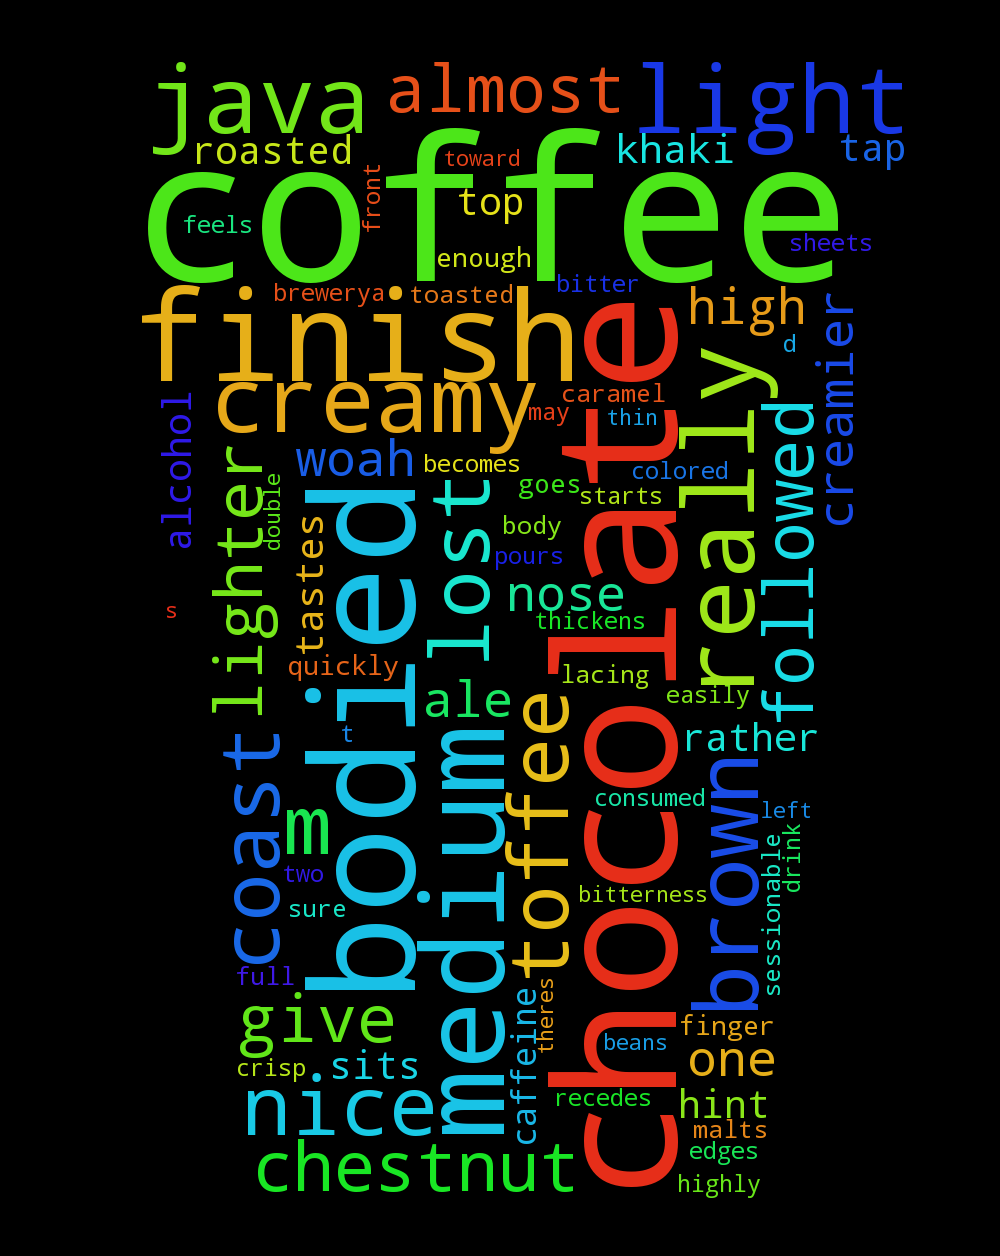 java
almost
light
roasted
toward
khaki
tap
coffee
feels
front
top
enough
sheets
finish
brewerya
toasted
bitter
high
d
creamy
caramel
may
thin
chocolate
really
creamier
alcohol
woah
becomes
colored
followed
lighter
double
tastes
bodied
lost
goes
starts
body
pours
nose
s
thickens
quickly
lacing
easily
ale
t
rather
coast
m
medium
toffee
consumed
brown
left
two
sure
bitterness
sessionable
drink
full
give
caffeine
theres
finger
crisp
sits
beans
one
nice
recedes
hint
malts
chestnut
edges
highly